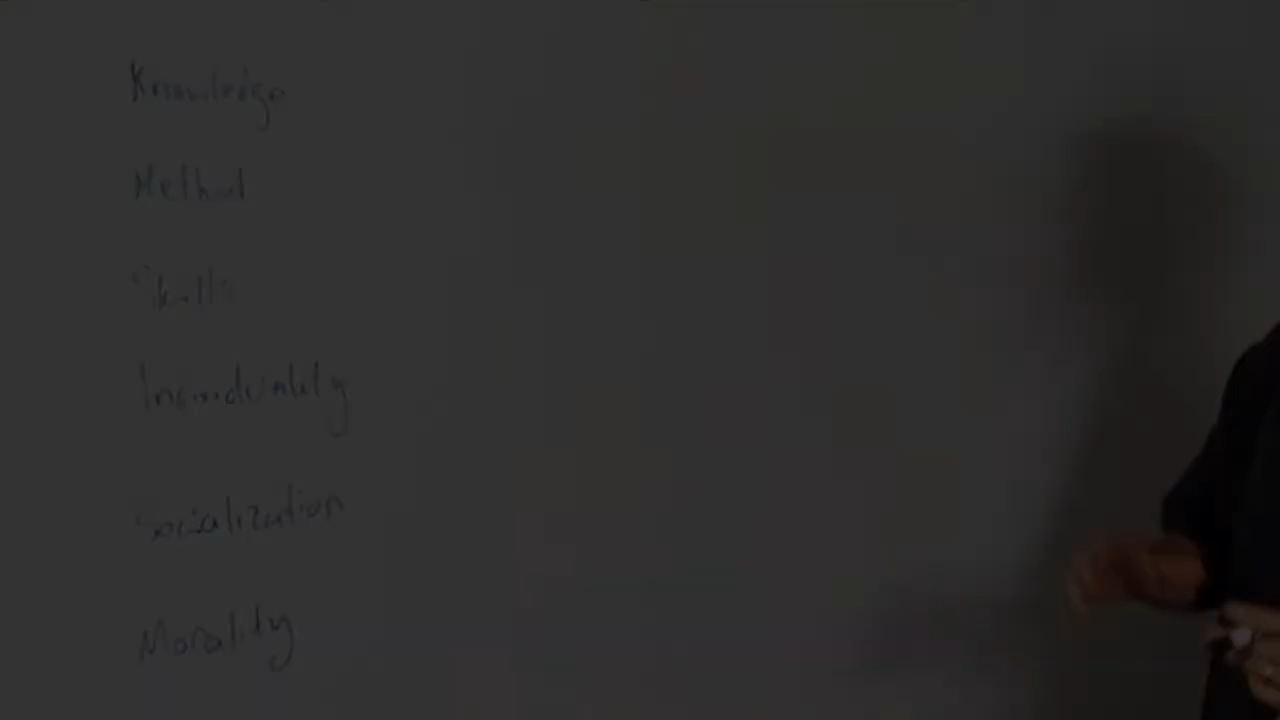 Knowledge
Method
Skills
Individuality
Socialization
Morality